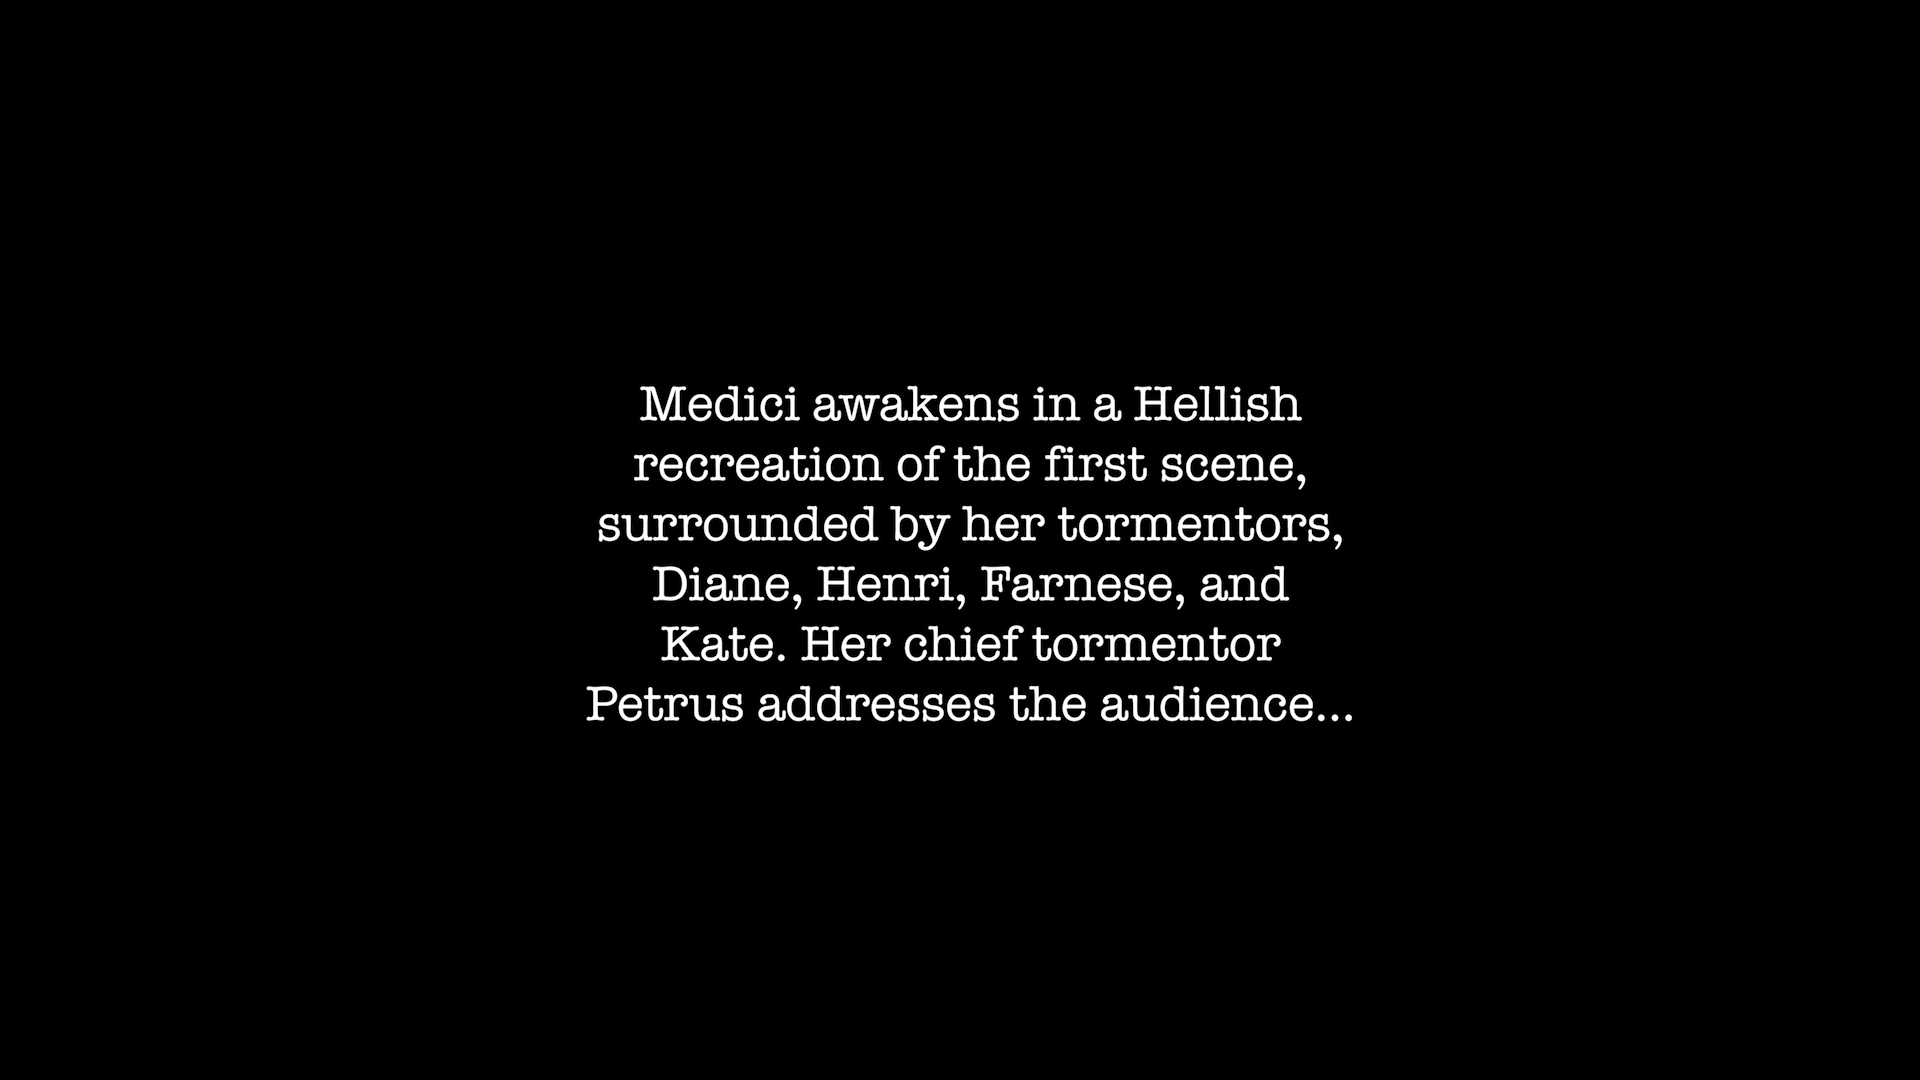 Medici awakens in a Hellish
recreation of the first scene,
surrounded by her tormentors,
Diane, Henri, Farnese, and
Kate. Her chief tormentor
Petrus addresses the audience...